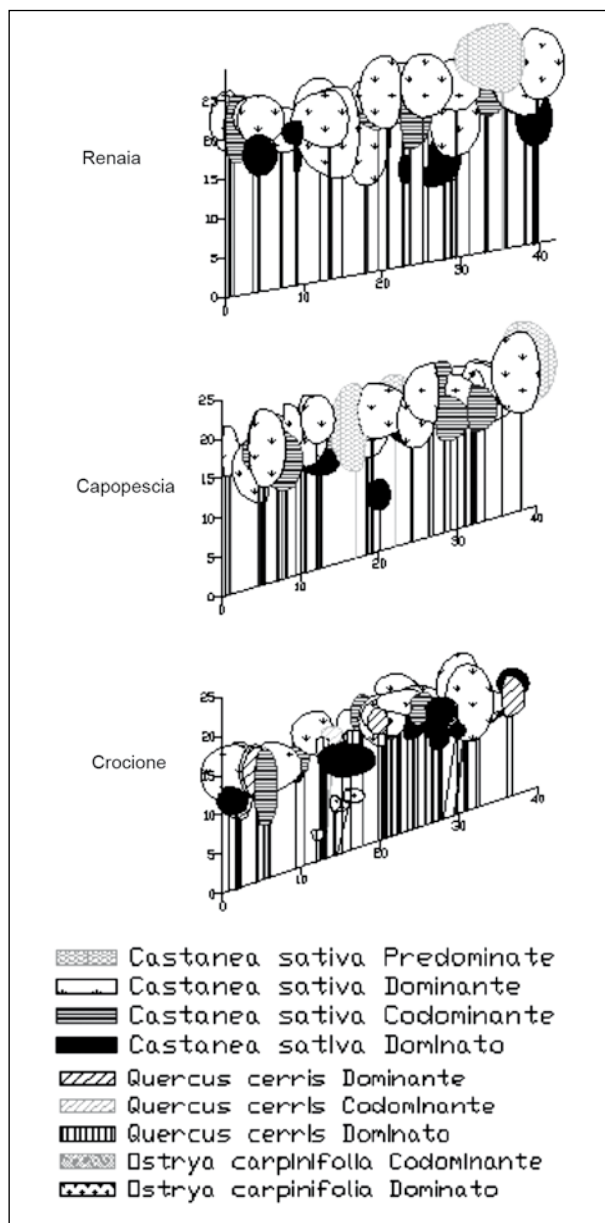 Renaia
25
20
15
10
5
0
0 10 20 30 40
Capopescia
25
20
15
10
5
0
0 10 20 30 40
Crocione
25
20
15
10
5
0
0 10 20 30 40
Castanea sativa Predominate
Castanea sativa Dominante
Castanea sativa Codominante
Castanea sativa Dominato
Quercus cerris Dominante
Quercus cerris Codominante
Quercus cerris Dominato
Ostrya carpinifolia Codominante
Ostrya carpinifolia Dominato